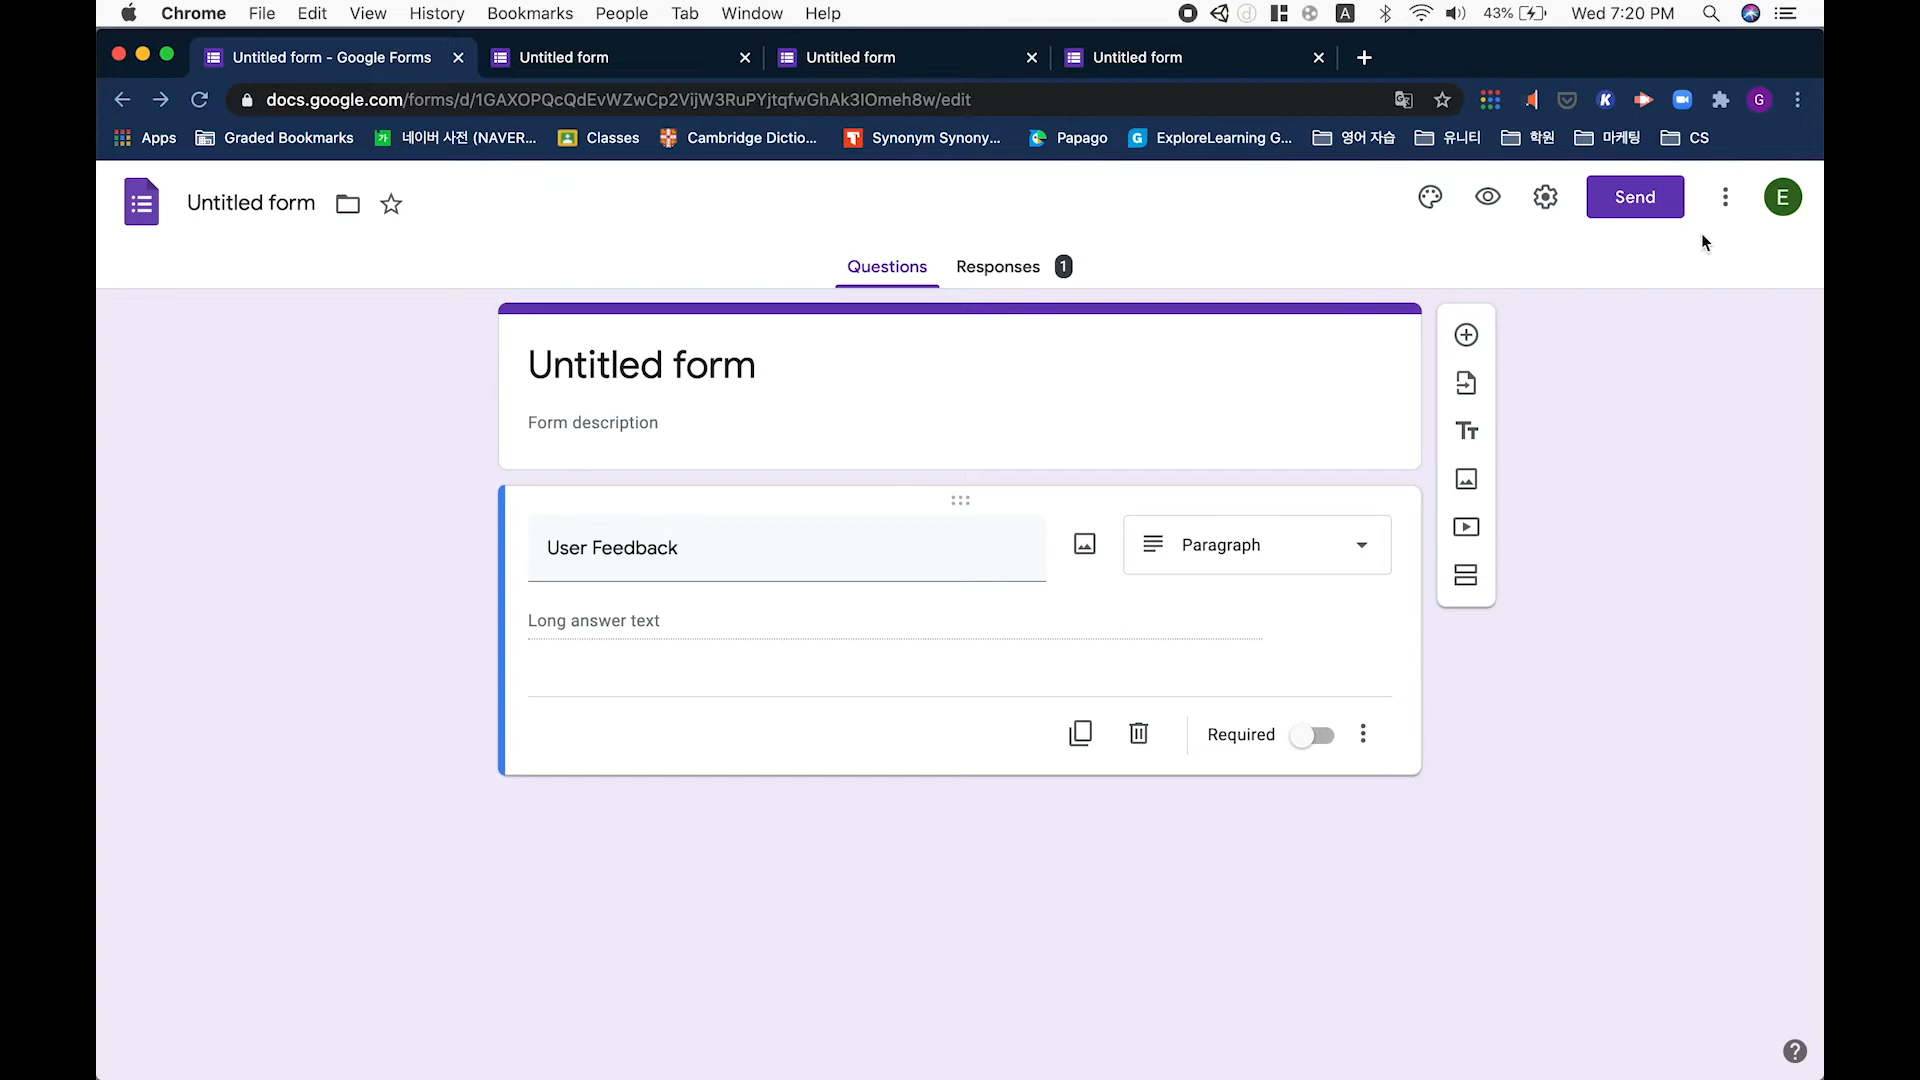 Chrome File Edit View History Bookmarks People Tab Window Help A 43% Wed 7:20 PM
Untitled form - Google Forms Untitled form Untitled form Untitled form
docs.google.com/forms/d/1GAXOPQcQdEvWZwCp2VijW3RuPYjtqfwGhAk3IOmeh8w/edit G
Apps Graded Bookmarks 네이버 사전 (NAVER... Classes Cambridge Dictio... Synonym Synony... Papago ExploreLearning G... 영어 자습 유니티 학원 마케팅 CS
Untitled form Send E
Questions Responses 1
Untitled form
Form description
User Feedback Paragraph
Long answer text
Required